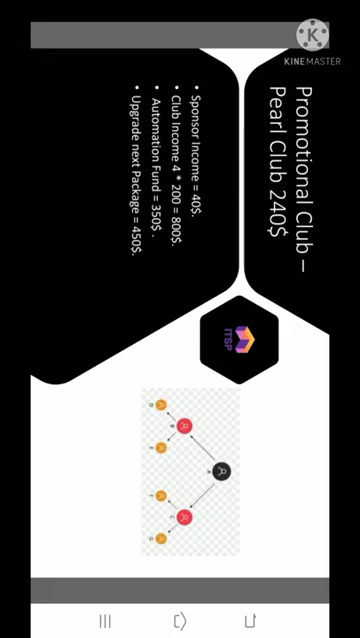 KINEMASTER
Promotional Club –
Pearl Club 240$
• Sponsor Income = 40$.
• Club Income 4 * 200 = 800$.
• Automation Fund = 350$ .
• Upgrade next Package = 450$.
ITSP
A
B
C
D
E
F
G